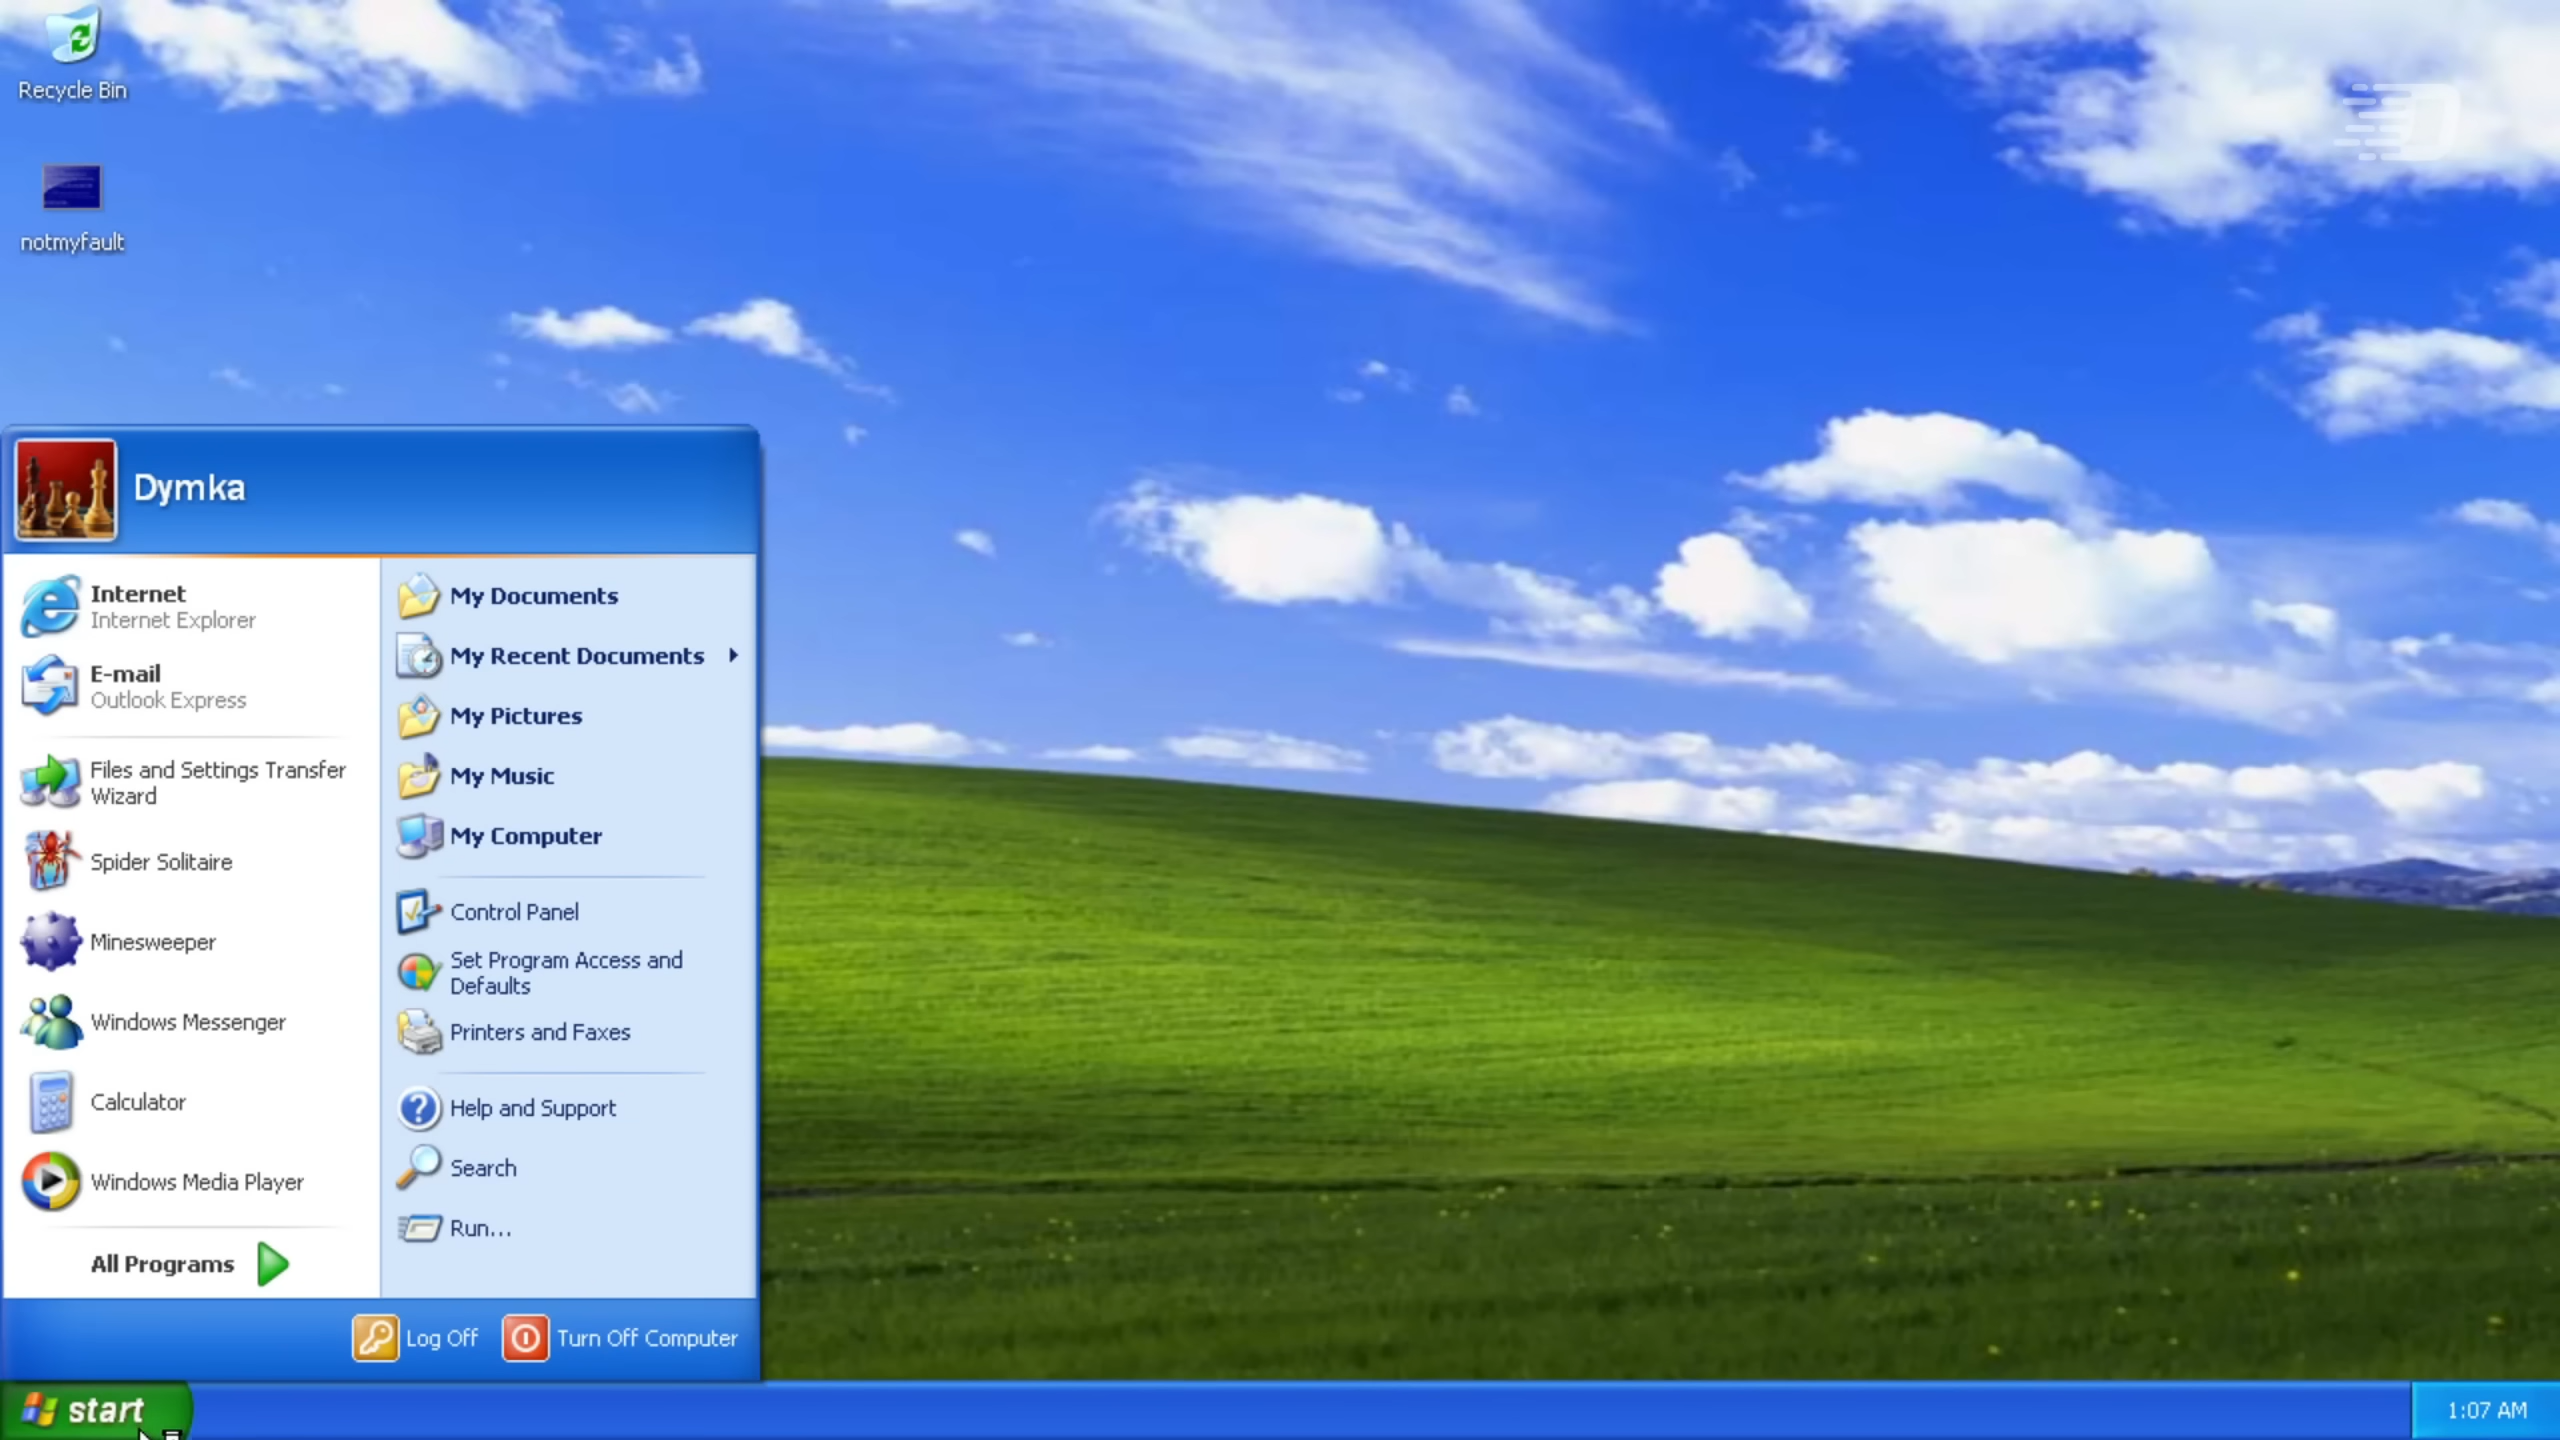 Recycle Bin
notmyfault
Dymka
Internet
Internet Explorer
E-mail
Outlook Express
Files and Settings Transfer
Wizard
Spider Solitaire
Minesweeper
Windows Messenger
Calculator
Windows Media Player
All Programs
My Documents
My Recent Documents
My Pictures
My Music
My Computer
Control Panel
Set Program Access and
Defaults
Printers and Faxes
Help and Support
Search
Run...
Log Off
Turn Off Computer
start
1:07 AM